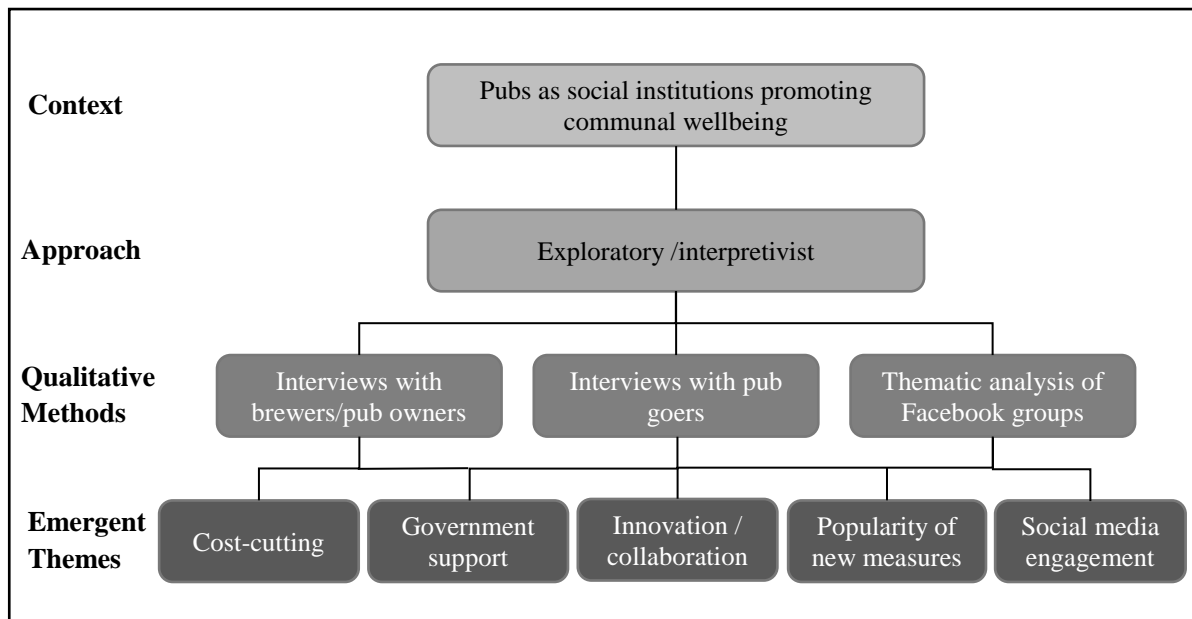 Context
Pubs as social institutions promoting
communal wellbeing
Approach
Exploratory /interpretivist
Qualitative
Methods
Interviews with
brewers/pub owners
Interviews with pub
goers
Thematic analysis of
Facebook groups
Emergent
Themes
Cost-cutting
Government
support
Innovation /
collaboration
Popularity of
new measures
Social media
engagement